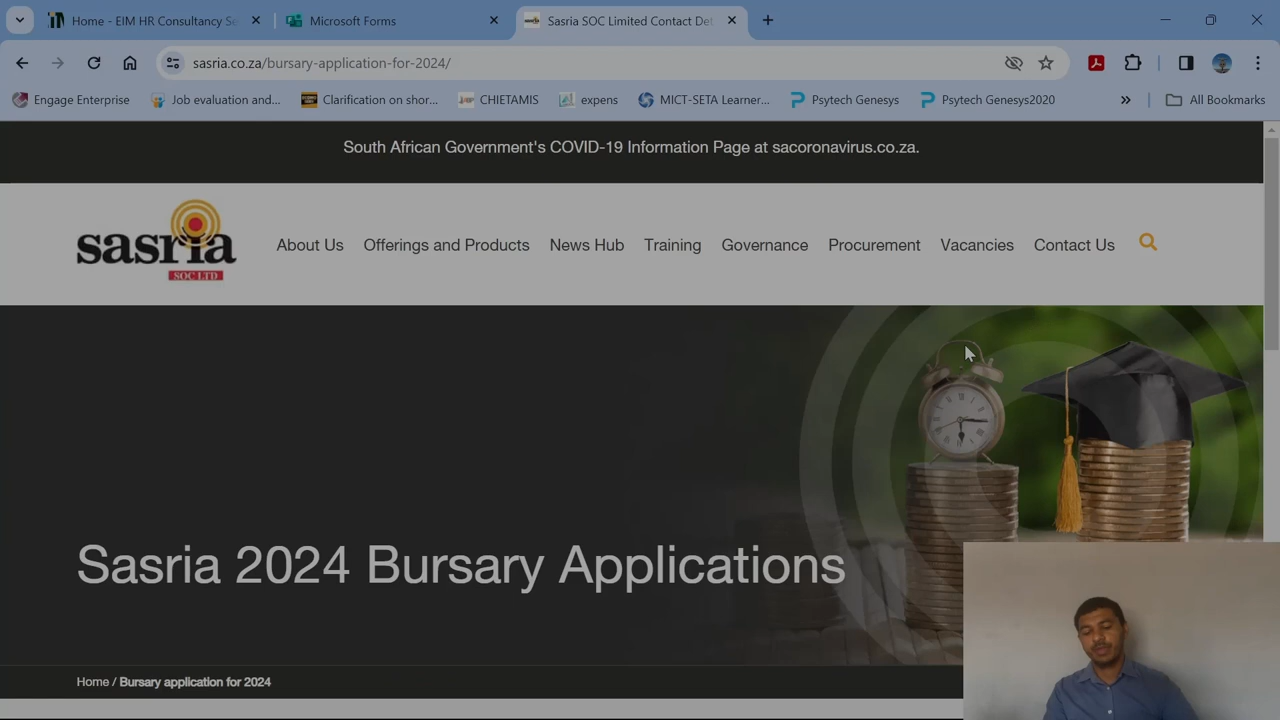 Home - EIM HR Consultancy Se
Microsoft Forms
Sasria SOC Limited Contact Det
sasria.co.za/bursary-application-for-2024/
Engage Enterprise
Job evaluation and...
Clarification on shor...
CHIETAMIS
expens
MICT-SETA Learner...
Psytech Genesys
Psytech Genesys2020
All Bookmarks
South African Government's COVID-19 Information Page at sacoronavirus.co.za.
sasria
SOC LTD
About Us
Offerings and Products
News Hub
Training
Governance
Procurement
Vacancies
Contact Us
Sasria 2024 Bursary Applications
Home / Bursary application for 2024